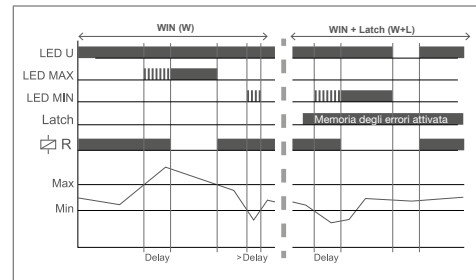 WIN (W)
WIN + Latch (W+L)
LED U
LED MAX
LED MIN
Latch
Memoria degli errori attivata
R
Max
Min
Delay
>Delay
Delay